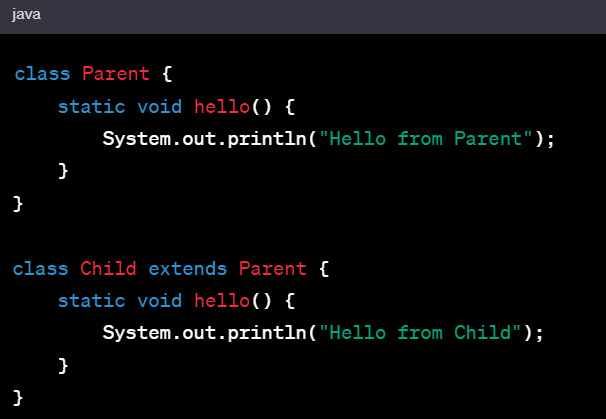 java
class Parent {
    static void hello() {
        System.out.println("Hello from Parent");
    }
}

class Child extends Parent {
    static void hello() {
        System.out.println("Hello from Child");
    }
}